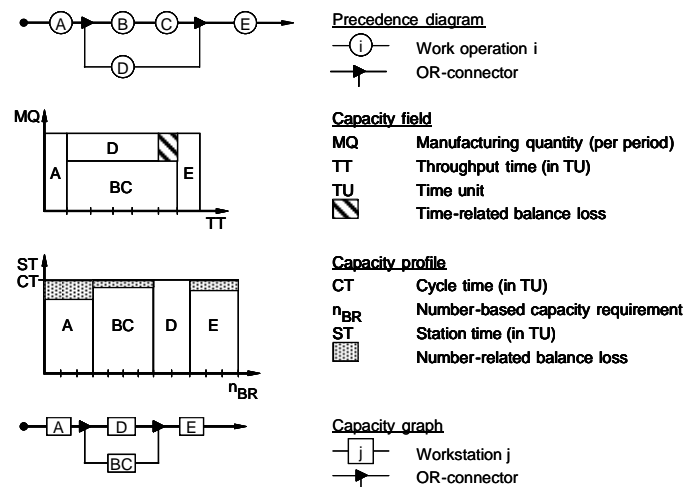 A B C E
D
Precedence diagram
i Work operation i
OR-connector
MQ
A D BC E
TT
Capacity field
MQ Manufacturing quantity (per period)
TT Throughput time (in TU)
TU Time unit
Time-related balance loss
ST
CT
A BC D E
nBR
Capacity profile
CT Cycle time (in TU)
nBR Number-based capacity requirement
ST Station time (in TU)
Number-related balance loss
A D E
BC
Capacity graph
j Workstation j
OR-connector